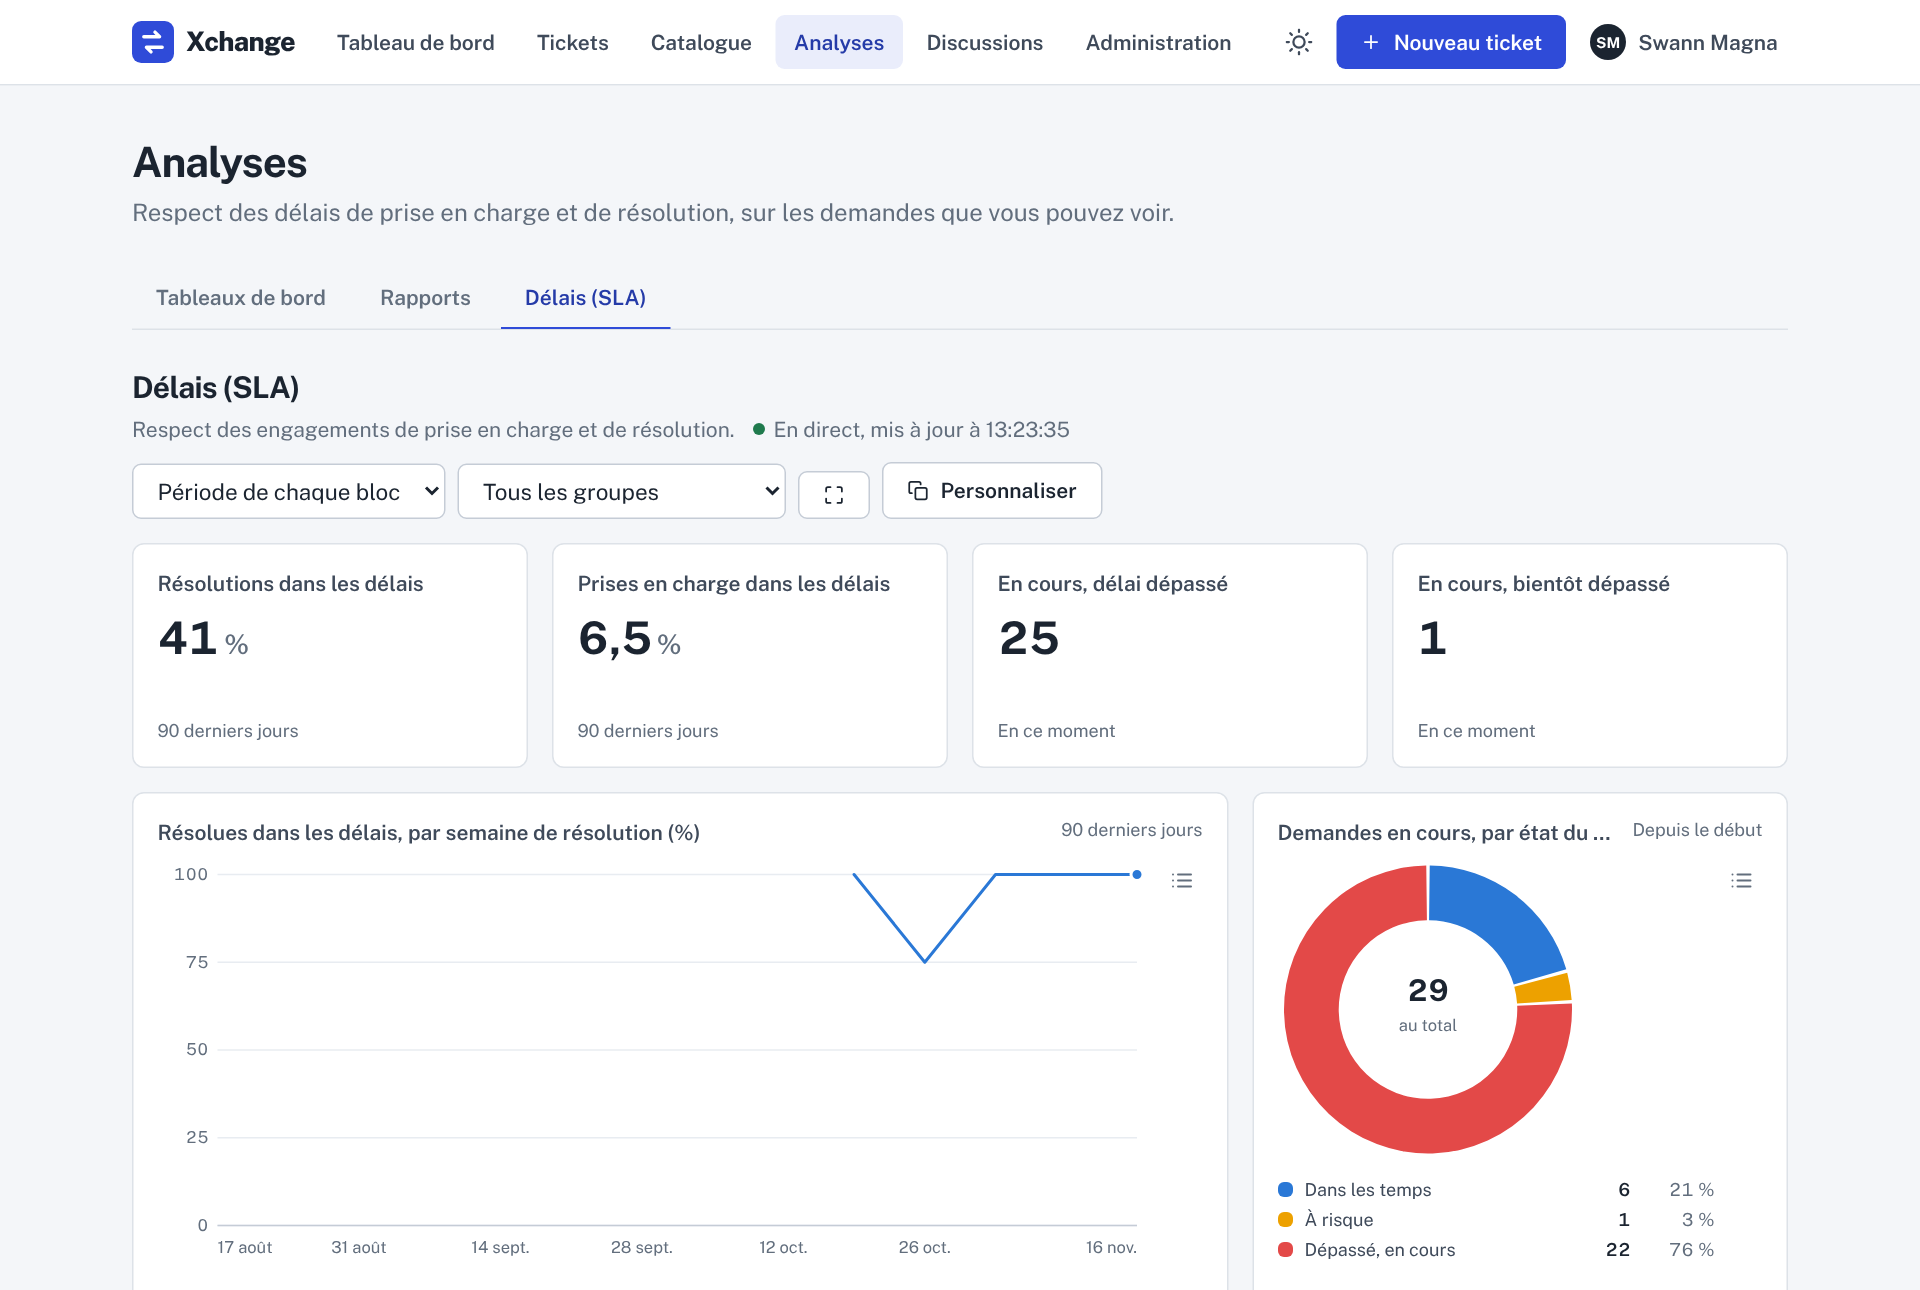 Xchange
Tableau de bord
Tickets
Catalogue
Analyses
Discussions
Administration
Nouveau ticket
SM
Swann Magna
Analyses
Respect des délais de prise en charge et de résolution, sur les demandes que vous pouvez voir.
Tableaux de bord
Rapports
Délais (SLA)
Délais (SLA)
Respect des engagements de prise en charge et de résolution. En direct, mis à jour à 13:23:35
Période de chaque bloc
Tous les groupes
Personnaliser
Résolutions dans les délais
41 %
90 derniers jours
Prises en charge dans les délais
6,5 %
90 derniers jours
En cours, délai dépassé
25
En ce moment
En cours, bientôt dépassé
1
En ce moment
Résolues dans les délais, par semaine de résolution (%)
90 derniers jours
100
75
50
25
0
17 août
31 août
14 sept.
28 sept.
12 oct.
26 oct.
16 nov.
Demandes en cours, par état du ...
Depuis le début
29
au total
Dans les temps 6 21 %
À risque 1 3 %
Dépassé, en cours 22 76 %